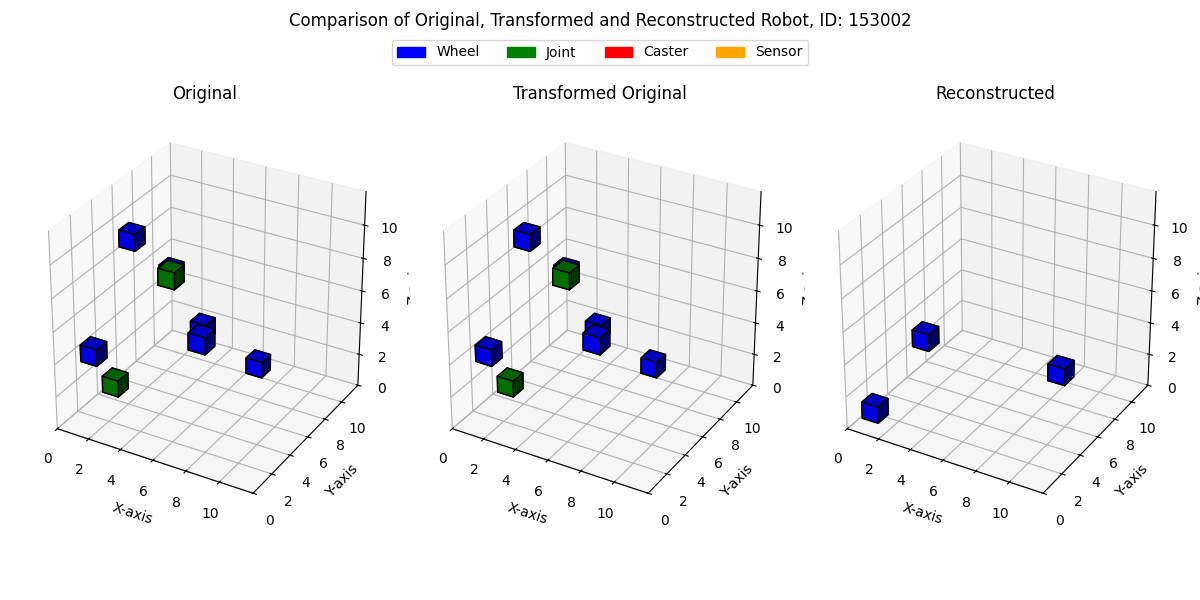 Comparison of Original, Transformed and Reconstructed Robot, ID: 153002
Wheel Joint Caster Sensor
Original Transformed Original Reconstructed
10 10 10
8 8 8
6 6 6
4 4 4
2 2 2
0 0 0
10 10 10
8 8 8
6 6 6
4 4 4
2 2 2
0 0 0
0 2 4 6 8 10 0 2 4 6 8 10 0 2 4 6 8 10
X-axis Y-axis X-axis Y-axis X-axis Y-axis